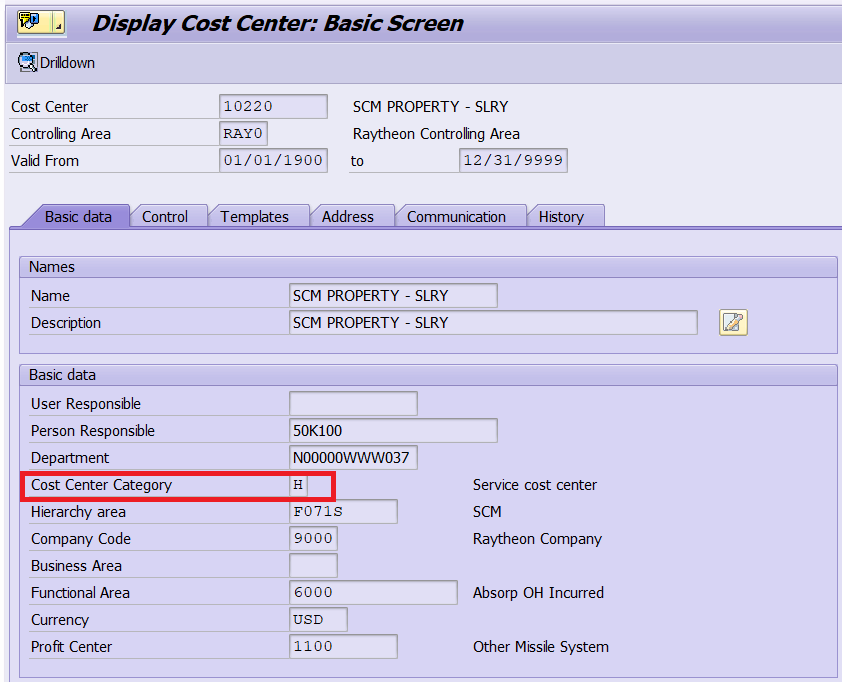 Display Cost Center: Basic Screen
Drilldown
Cost Center 10220 SCM PROPERTY - SLRY
Controlling Area RAY0 Raytheon Controlling Area
Valid From 01/01/1900 to 12/31/9999
Basic data Control Templates Address Communication History
Names
Name SCM PROPERTY - SLRY
Description SCM PROPERTY - SLRY
Basic data
User Responsible
Person Responsible 50K100
Department N00000WWW037
Cost Center Category H Service cost center
Hierarchy area F071S SCM
Company Code 9000 Raytheon Company
Business Area
Functional Area 6000 Absorp OH Incurred
Currency USD
Profit Center 1100 Other Missile System